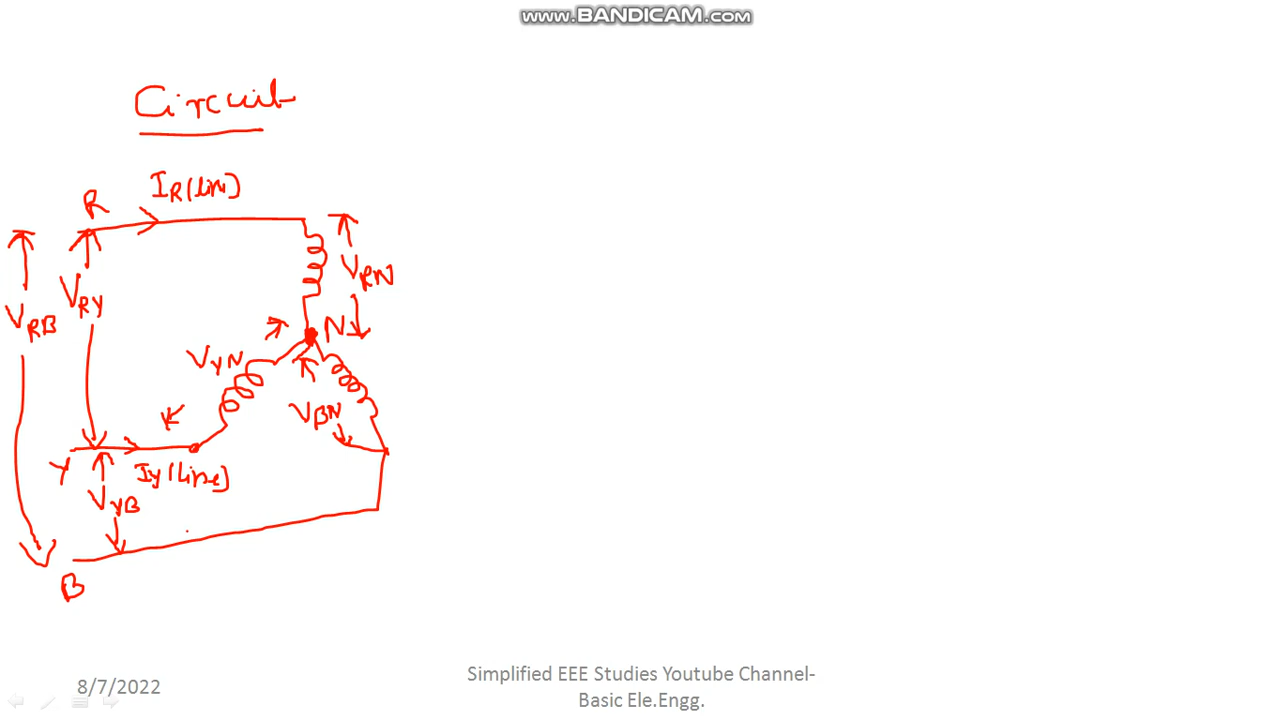 www.BANDICAM.com
Circuit
IR(line)
R
VRN
VRY
VRB
N
VYN
VBN
Y
IY(line)
VYB
B
8/7/2022
Simplified EEE Studies Youtube Channel-
Basic Ele.Engg.